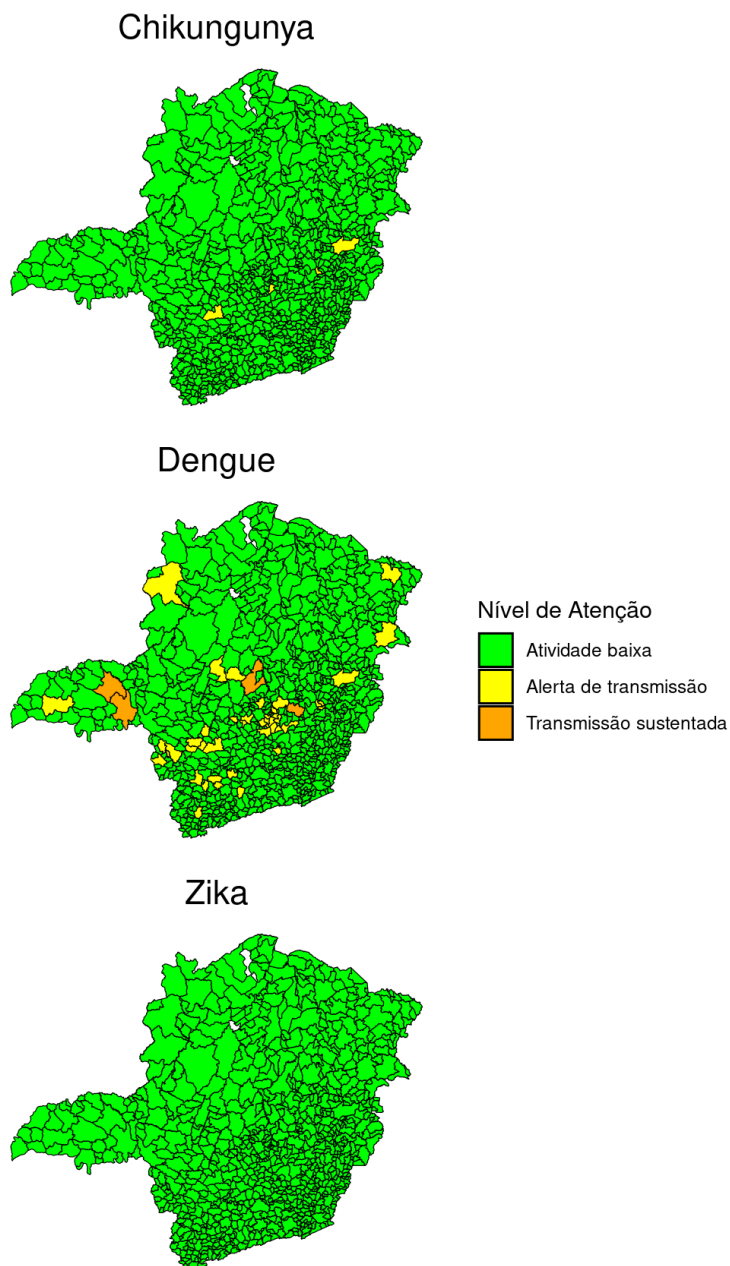 Chikungunya
Dengue
Nível de Atenção
Atividade baixa
Alerta de transmissão
Transmissão sustentada
Zika